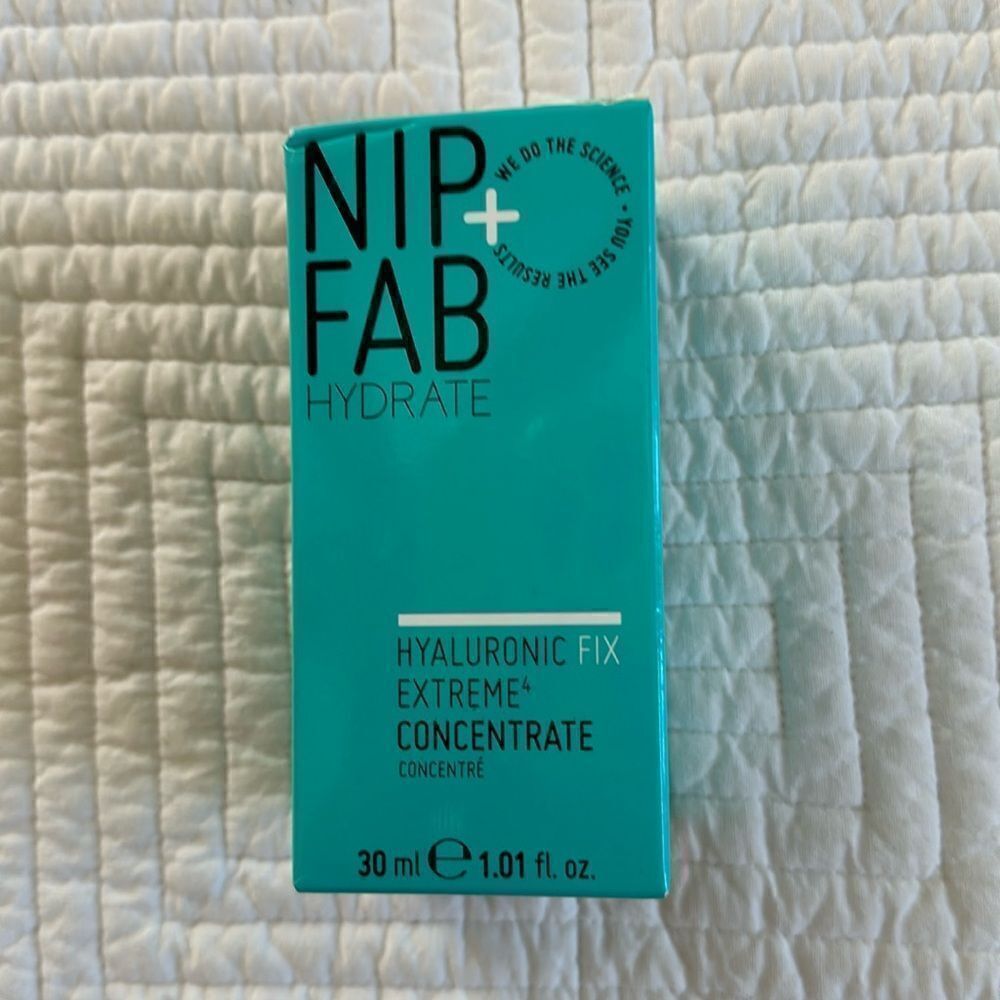 NIP
+
FAB
HYDRATE
WE DO THE SCIENCE • YOU SEE THE RESULTS
HYALURONIC FIX
EXTREME⁴
CONCENTRATE
CONCENTRÉ
30 ml ℮ 1.01 fl. oz.